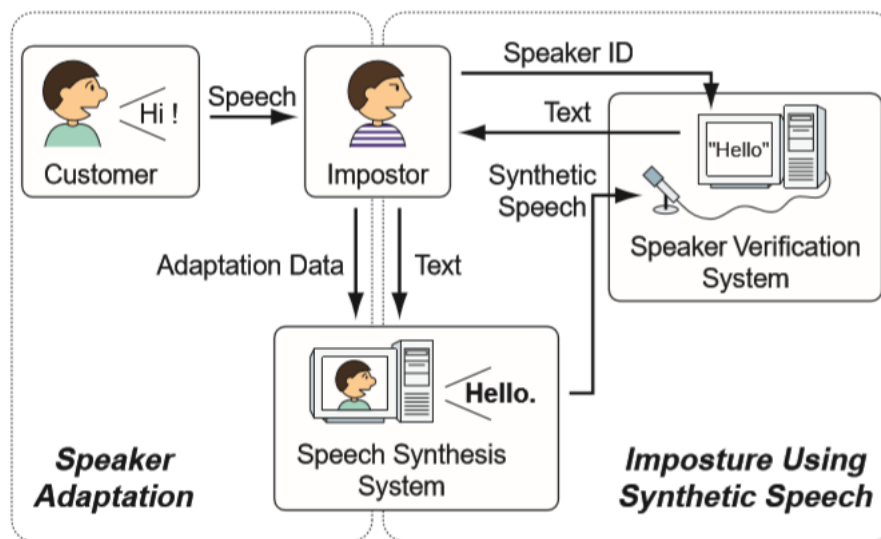 Hi !
Customer
Speech
Impostor
Speaker ID
Text
"Hello"
Synthetic
Speech
Speaker Verification
System
Adaptation Data
Text
Hello.
Speech Synthesis
System
Speaker
Adaptation
Imposture Using
Synthetic Speech